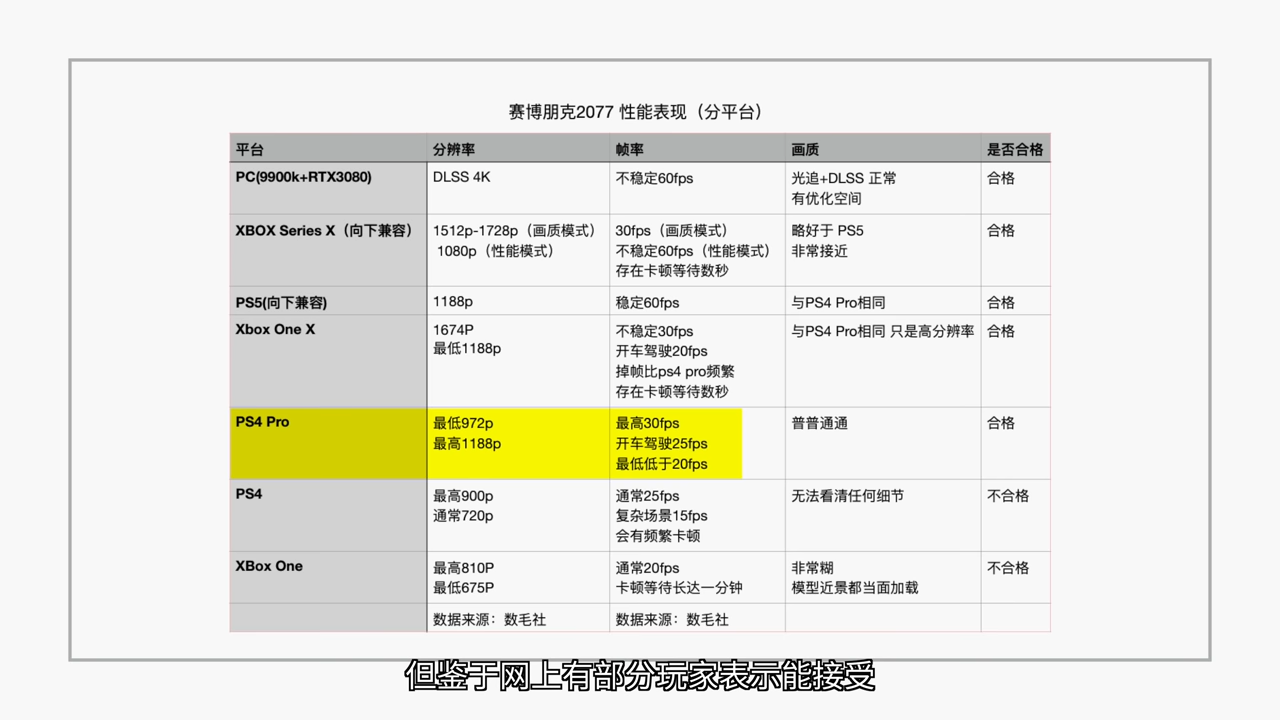 赛博朋克2077 性能表现（分平台）
平台 分辨率 帧率 画质 是否合格
PC(9900k+RTX3080) DLSS 4K 不稳定60fps 光追+DLSS 正常 合格
有优化空间
XBOX Series X（向下兼容） 1512p-1728p（画质模式） 30fps（画质模式） 略好于 PS5 合格
1080p（性能模式） 不稳定60fps（性能模式） 非常接近
存在卡顿等待数秒
PS5(向下兼容) 1188p 稳定60fps 与PS4 Pro相同 合格
Xbox One X 1674P 不稳定30fps 与PS4 Pro相同 只是高分辨率 合格
最低1188p 开车驾驶20fps
掉帧比ps4 pro频繁
存在卡顿等待数秒
PS4 Pro 最低972p 最高30fps 普普通通 合格
最高1188p 开车驾驶25fps
最低低于20fps
PS4 最高900p 通常25fps 无法看清任何细节 不合格
通常720p 复杂场景15fps
会有频繁卡顿
XBox One 最高810P 通常20fps 非常糊 不合格
最低675P 卡顿等待长达一分钟 模型近景都当面加载
数据来源：数毛社 数据来源：数毛社
但鉴于网上有部分玩家表示能接受